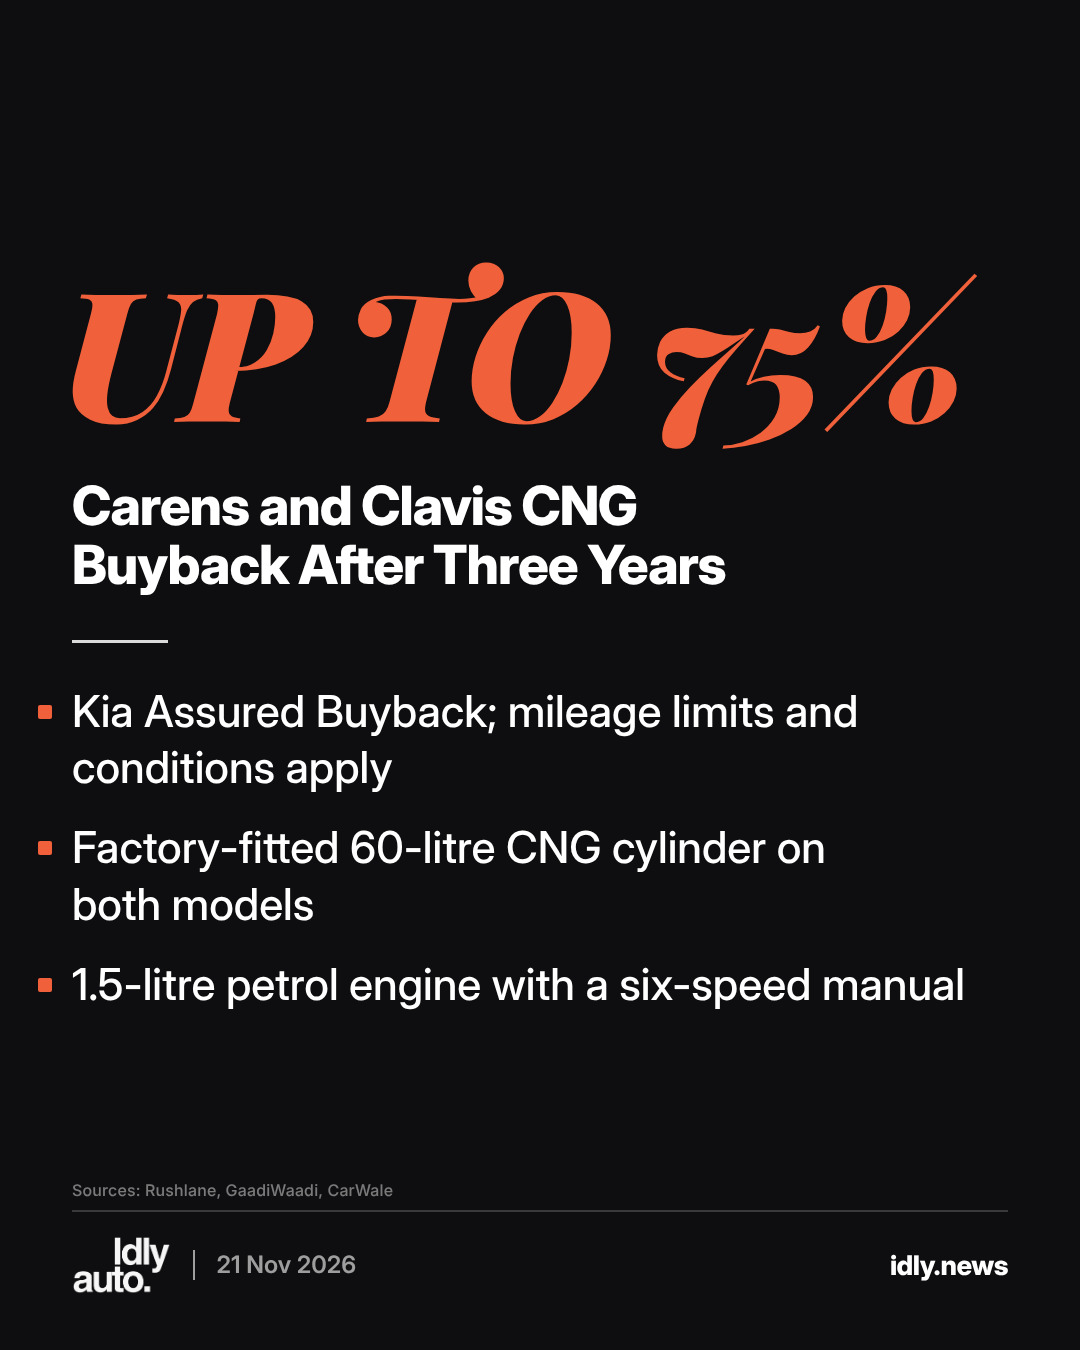 UP TO 75%
Carens and Clavis CNG
Buyback After Three Years
Kia Assured Buyback; mileage limits and
conditions apply
Factory-fitted 60-litre CNG cylinder on
both models
1.5-litre petrol engine with a six-speed manual
Sources: Rushlane, GaadiWaadi, CarWale
Idly
auto.
21 Nov 2026
idly.news